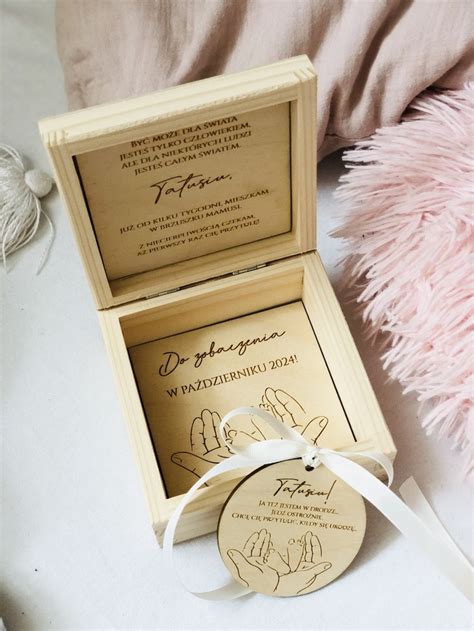 BYĆ MOŻE DLA ŚWIATA
JESTEŚ TYLKO CZŁOWIEKIEM,
ALE DLA NIEKTÓRYCH LUDZI
JESTEŚ CAŁYM ŚWIATEM.
Tatusiu,
JUŻ OD KILKU TYGODNI, MIESZKAM
W BRZUSZKU MAMUSI.
Z NIECIERPLIWOŚCIĄ CZEKAM,
AŻ PIERWSZY RAZ CIĘ PRZYTULĘ!
Do zobaczenia
W PAŹDZIERNIKU 2024!
Tatusiu!
JA TEŻ JESTEM W DRODZE...
JEDŹ OSTROŻNIE.
CHCĘ CIĘ PRZYTULIĆ, KIEDY SIĘ URODZĘ...